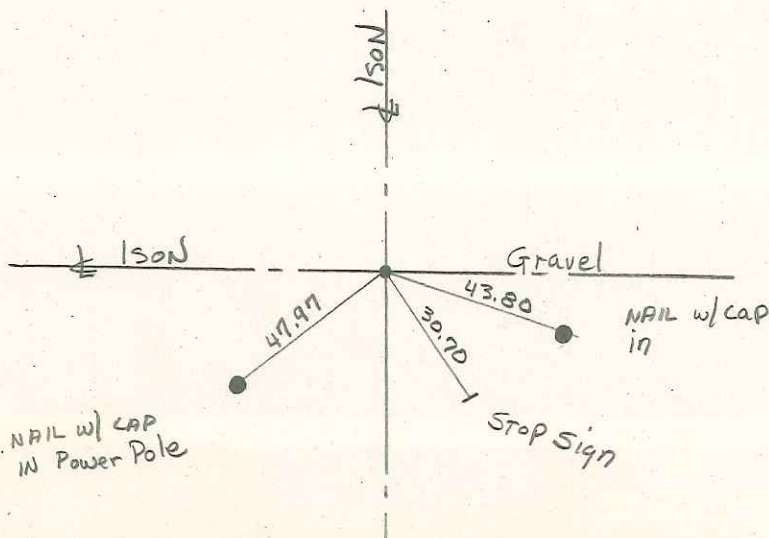 ISON
ISON
Gravel
47.97
30.70
43.80
NAIL w/ Cap
in
STOP Sign
NAIL w/ CAP
IN Power Pole